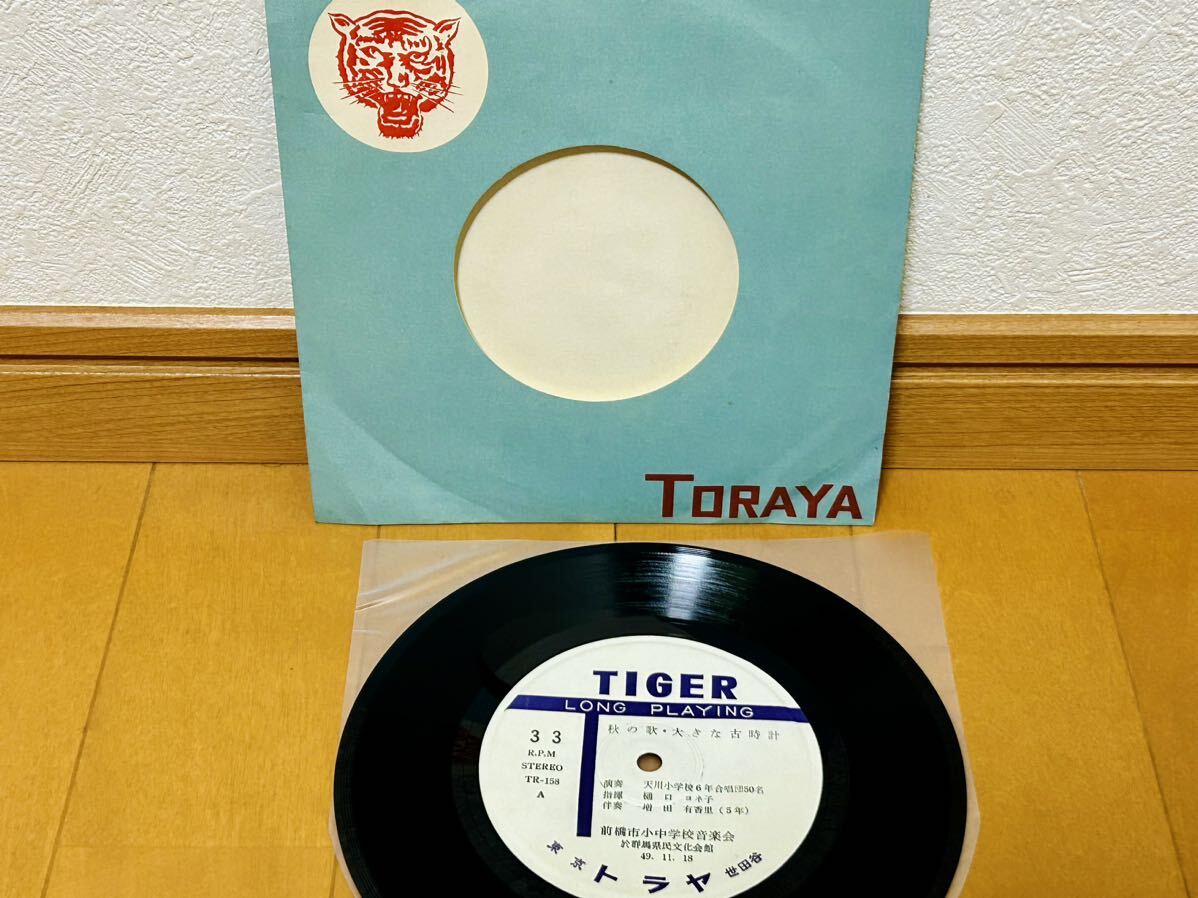 TORAYA
TIGER
LONG PLAYING
秋の歌・大きな古時計
33
R.P.M
STEREO
TR-158
A
演奏 天川小学校6年合唱団50名
指揮 樋口ヨネ子
伴奏 増田有香里(5年)
前橋市小中学校音楽会
於群馬県民文化会館
49.11.18
東京 トラヤ 世田谷